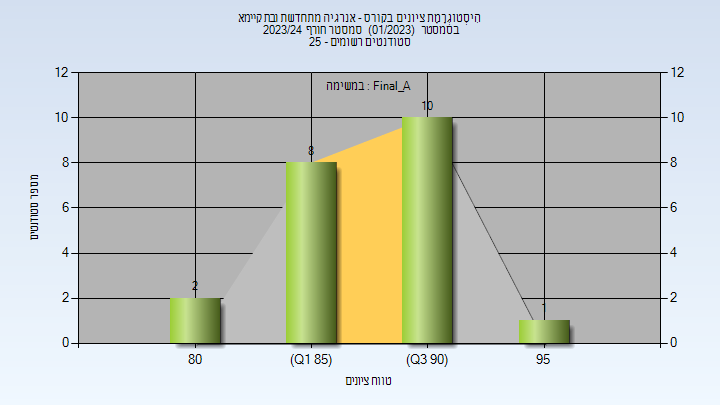 הִיסְטוֹגְרָמַת ציונים בקורס - אנרגיה מתחדשת ובת קיימא
בסמסטר (01/2023) סמסטר חורף 2023/24
סטודנטים רשומים - 25
במשימה : Final_A
12 12
10 10
8 8
6 6
4 4
2 2
0 0
2 8 10 1
מספר סטודנטים
80 (Q1 85) (Q3 90) 95
טווח ציונים